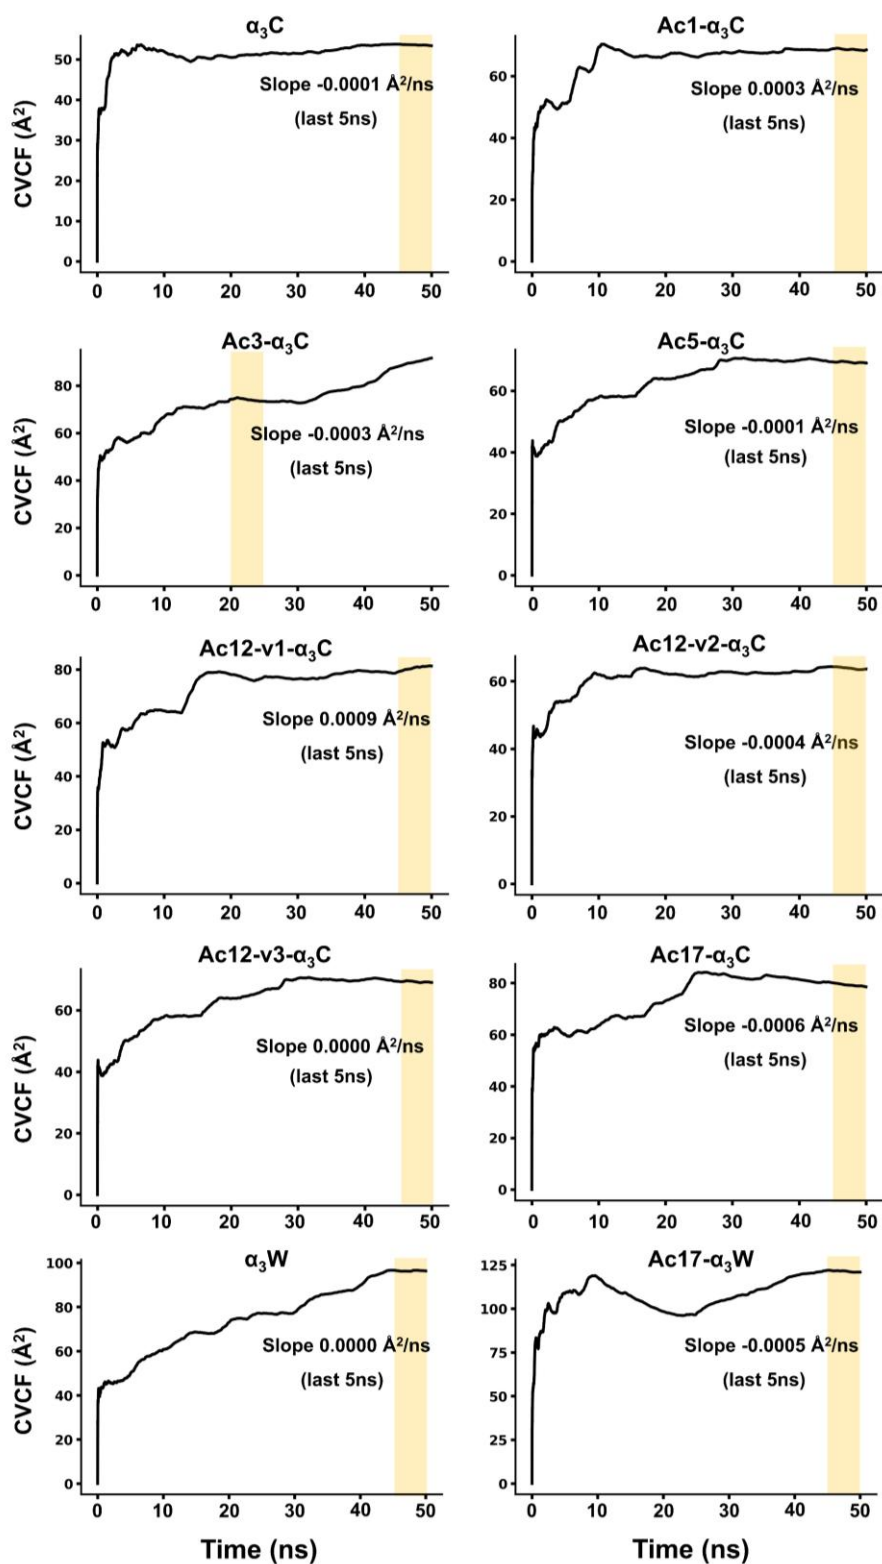 α₃C
CVCF (Å²)
50
40
30
20
10
0
Slope -0.0001 Å²/ns
(last 5ns)
0 10 20 30 40 50
Ac1-α₃C
60
40
20
0
Slope 0.0003 Å²/ns
(last 5ns)
0 10 20 30 40 50
Ac3-α₃C
CVCF (Å²)
80
60
40
20
0
Slope -0.0003 Å²/ns
(last 5ns)
0 10 20 30 40 50
Ac5-α₃C
60
40
20
0
Slope -0.0001 Å²/ns
(last 5ns)
0 10 20 30 40 50
Ac12-v1-α₃C
CVCF (Å²)
80
60
40
20
0
Slope 0.0009 Å²/ns
(last 5ns)
0 10 20 30 40 50
Ac12-v2-α₃C
60
40
20
0
Slope -0.0004 Å²/ns
(last 5ns)
0 10 20 30 40 50
Ac12-v3-α₃C
CVCF (Å²)
60
40
20
0
Slope 0.0000 Å²/ns
(last 5ns)
0 10 20 30 40 50
Ac17-α₃C
80
60
40
20
0
Slope -0.0006 Å²/ns
(last 5ns)
0 10 20 30 40 50
α₃W
CVCF (Å²)
100
80
60
40
20
0
Slope 0.0000 Å²/ns
(last 5ns)
0 10 20 30 40 50
Time (ns)
Ac17-α₃W
125
100
75
50
25
0
Slope -0.0005 Å²/ns
(last 5ns)
0 10 20 30 40 50
Time (ns)